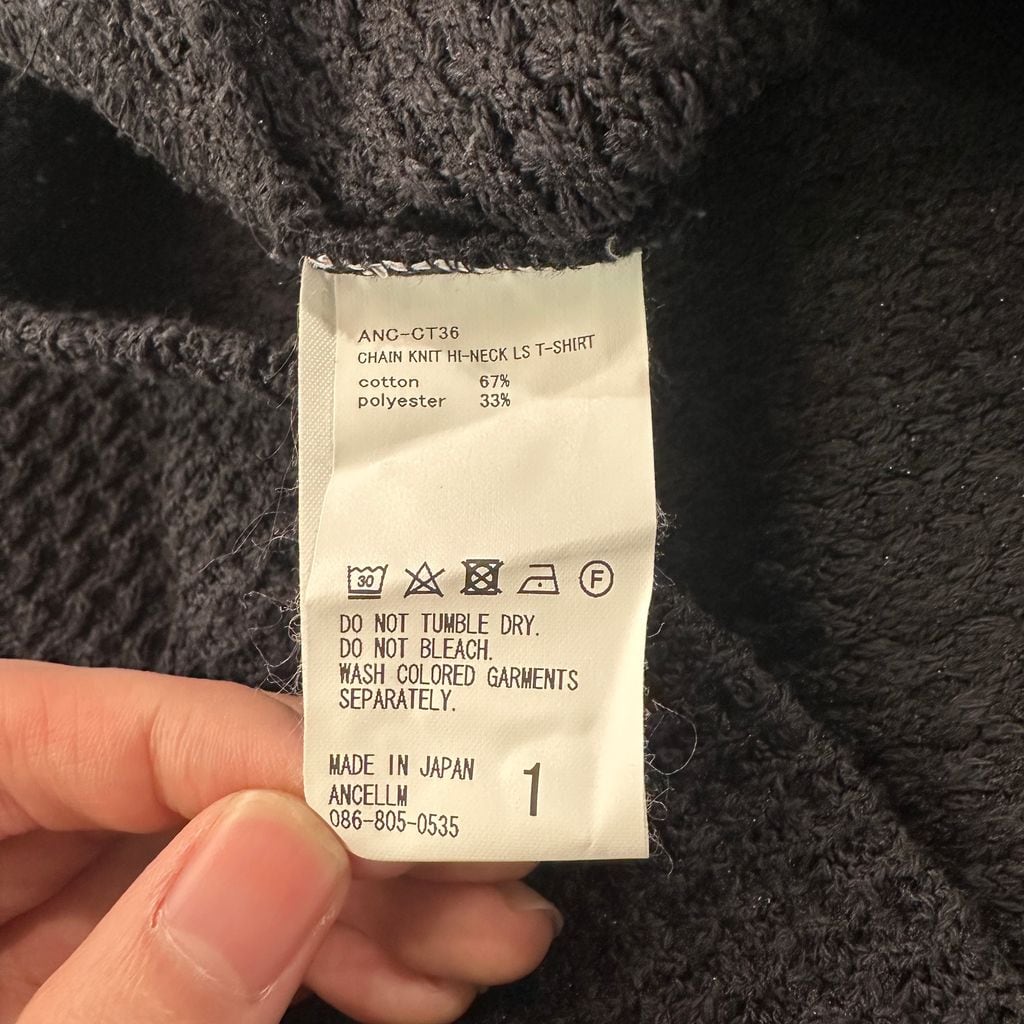 ANC-CT36
CHAIN KNIT HI-NECK LS T-SHIRT
cotton 67%
polyester 33%
30 F
DO NOT TUMBLE DRY.
DO NOT BLEACH.
WASH COLORED GARMENTS
SEPARATELY.
MADE IN JAPAN 1
ANCELLM
086-805-0535